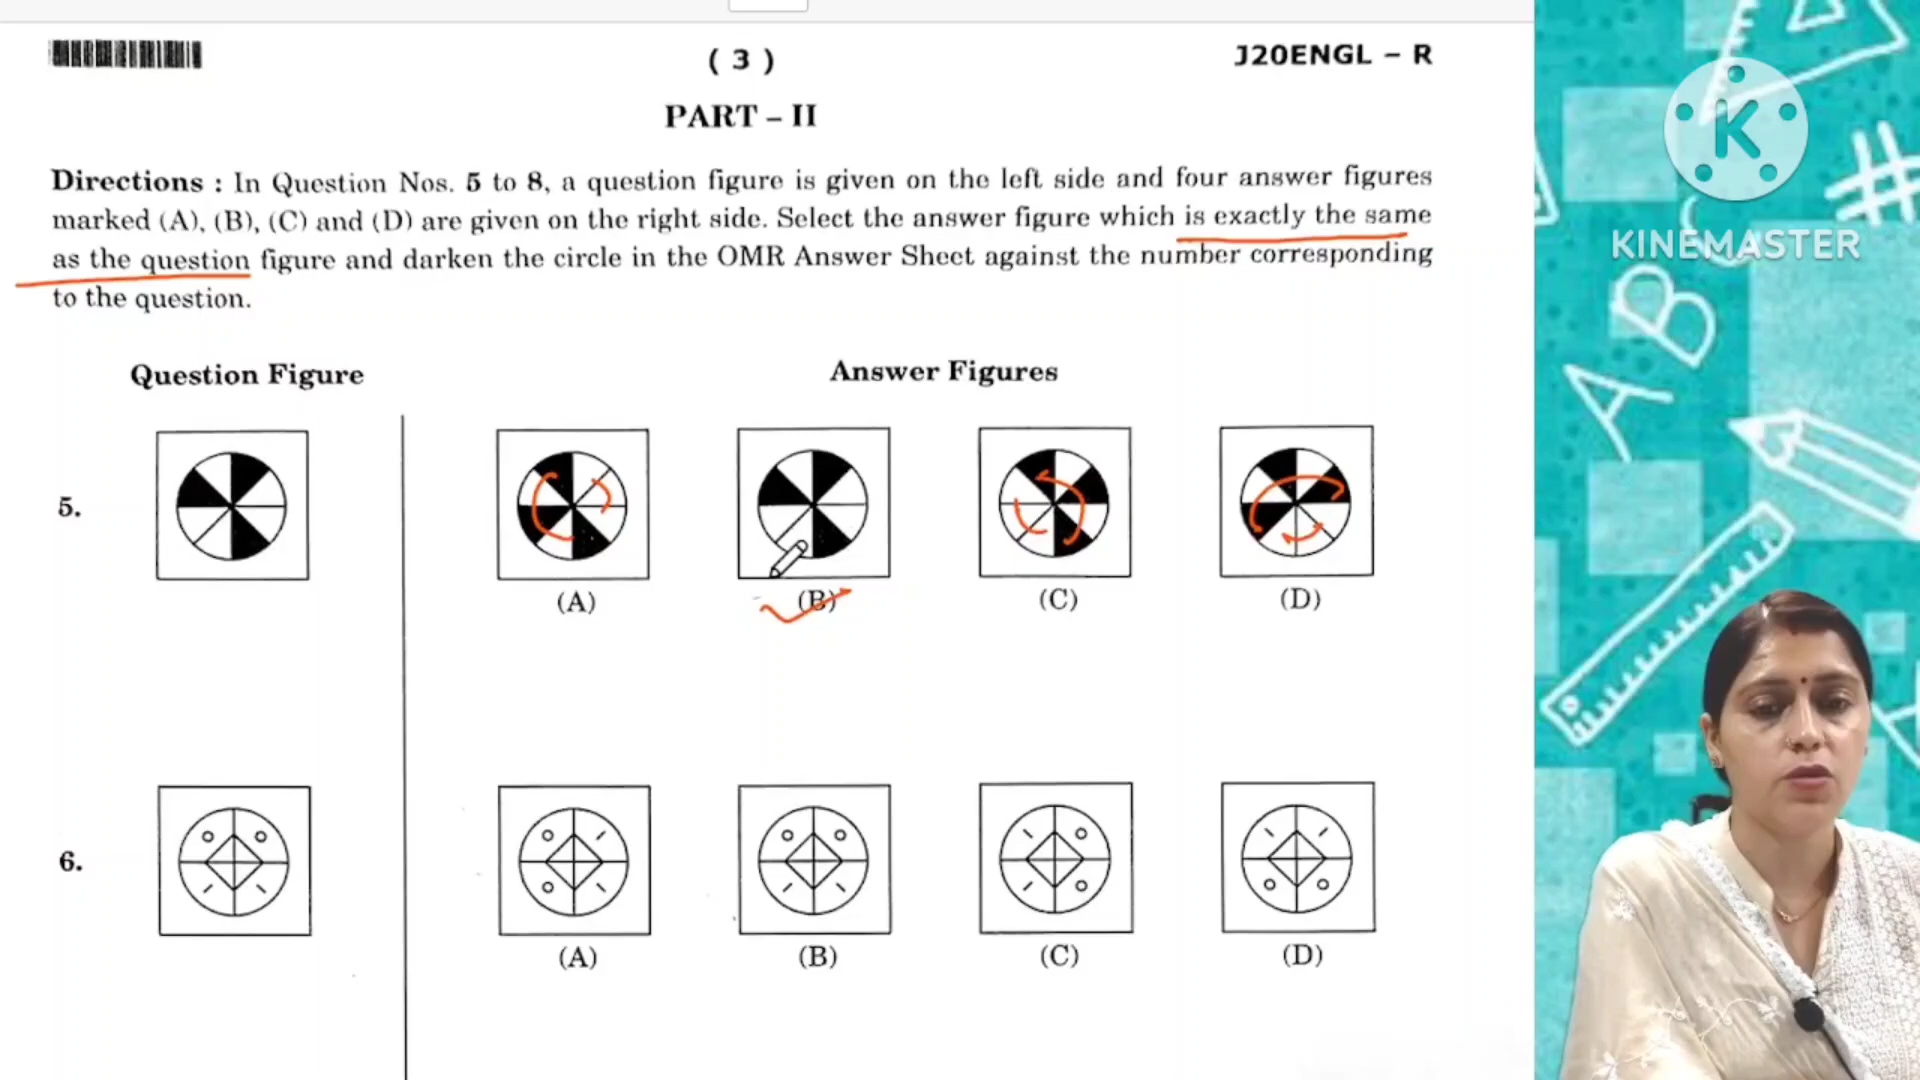 ( 3 )
J20ENGL – R
PART – II
Directions : In Question Nos. 5 to 8, a question figure is given on the left side and four answer figures
marked (A), (B), (C) and (D) are given on the right side. Select the answer figure which is exactly the same
as the question figure and darken the circle in the OMR Answer Sheet against the number corresponding
to the question.
Question Figure
Answer Figures
5.
(A)
(B)
(C)
(D)
6.
(A)
(B)
(C)
(D)
K
KINEMASTER
A B C
#